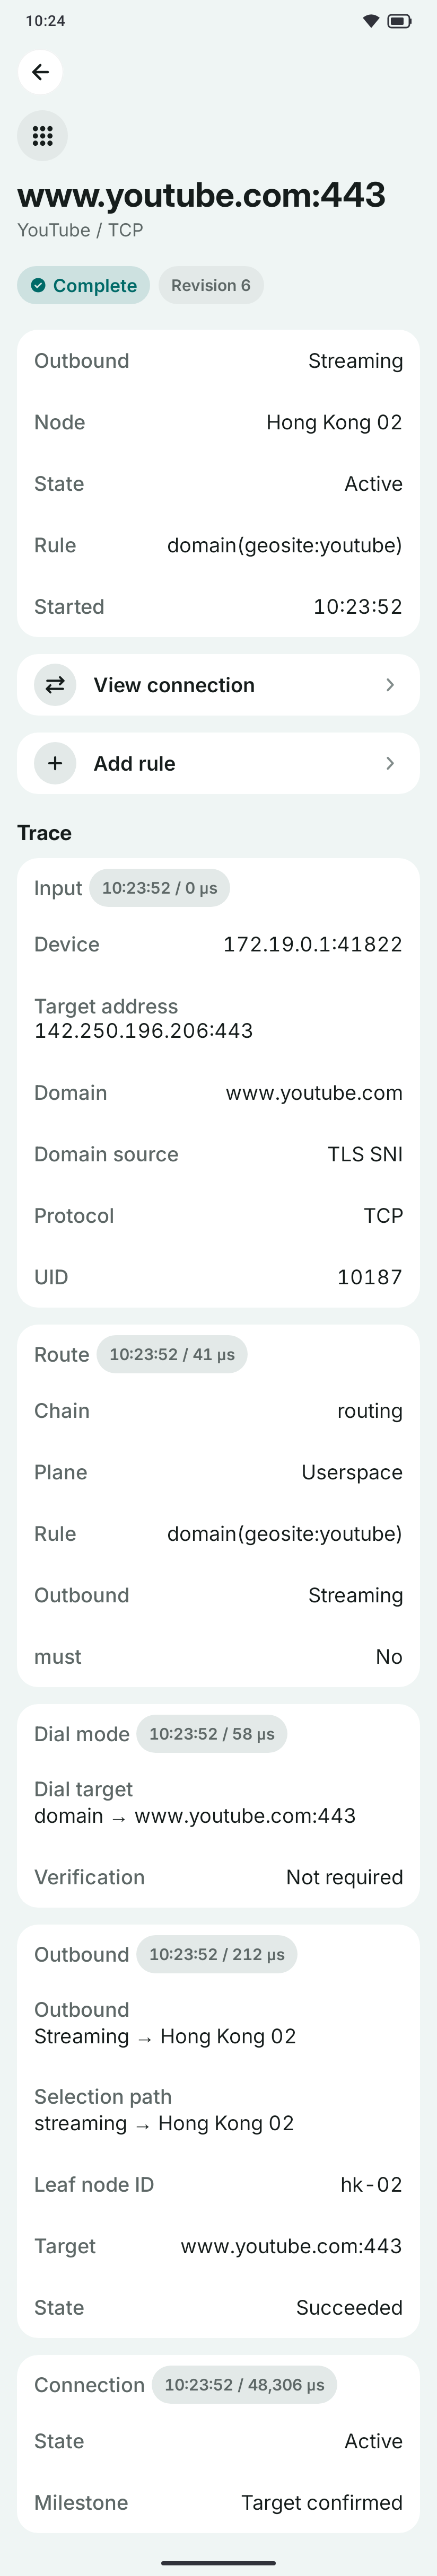 10:24
www.youtube.com:443
YouTube / TCP
Complete
Revision 6
Outbound
Streaming
Node
Hong Kong 02
State
Active
Rule
domain(geosite:youtube)
Started
10:23:52
View connection
Add rule
Trace
Input
10:23:52 / 0 µs
Device
172.19.0.1:41822
Target address
142.250.196.206:443
Domain
www.youtube.com
Domain source
TLS SNI
Protocol
TCP
UID
10187
Route
10:23:52 / 41 µs
Chain
routing
Plane
Userspace
Rule
domain(geosite:youtube)
Outbound
Streaming
must
No
Dial mode
10:23:52 / 58 µs
Dial target
domain → www.youtube.com:443
Verification
Not required
Outbound
10:23:52 / 212 µs
Outbound
Streaming → Hong Kong 02
Selection path
streaming → Hong Kong 02
Leaf node ID
hk-02
Target
www.youtube.com:443
State
Succeeded
Connection
10:23:52 / 48,306 µs
State
Active
Milestone
Target confirmed